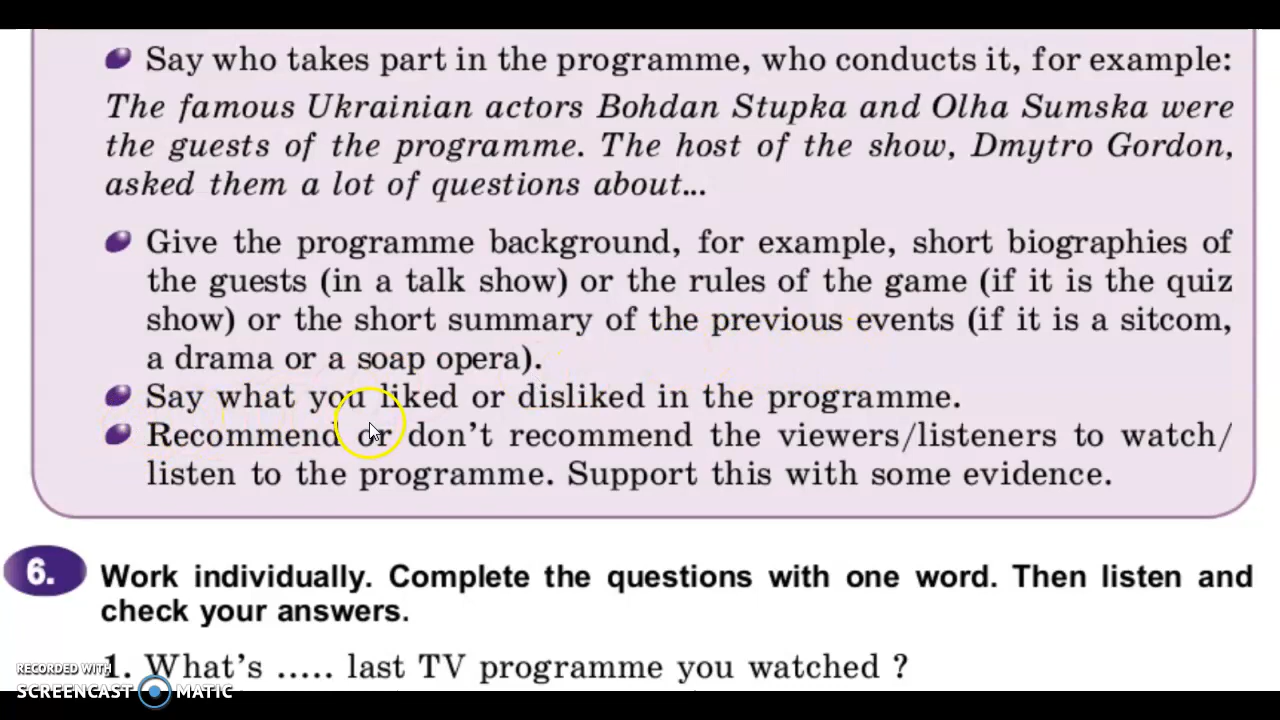 Say who takes part in the programme, who conducts it, for example:
The famous Ukrainian actors Bohdan Stupka and Olha Sumska were
the guests of the programme. The host of the show, Dmytro Gordon,
asked them a lot of questions about...
Give the programme background, for example, short biographies of
the guests (in a talk show) or the rules of the game (if it is the quiz
show) or the short summary of the previous events (if it is a sitcom,
a drama or a soap opera).
Say what you liked or disliked in the programme.
Recommend or don't recommend the viewers/listeners to watch/
listen to the programme. Support this with some evidence.
6. Work individually. Complete the questions with one word. Then listen and
check your answers.
1. What's ..... last TV programme you watched ?
RECORDED WITH
SCREENCAST MATIC